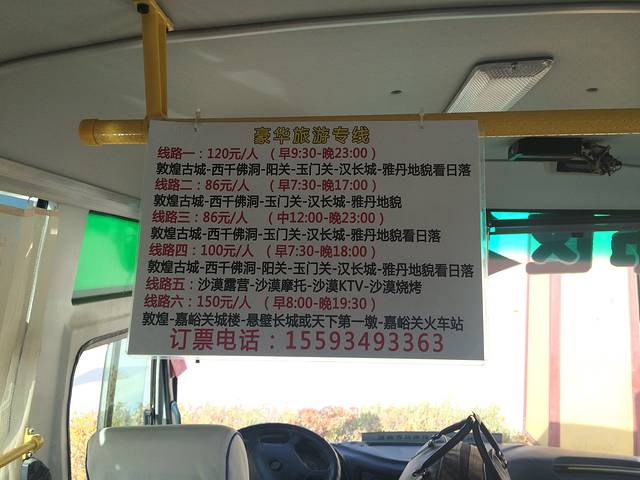 豪华旅游专线
线路一：120元/人 （早9:30-晚23:00）
敦煌古城-西千佛洞-阳关-玉门关-汉长城-雅丹地貌看日落
线路二：86元/人 （早7:30-晚17:00）
敦煌古城-西千佛洞-玉门关-汉长城-雅丹地貌
线路三：86元/人 （中12:00-晚23:00）
敦煌古城-西千佛洞-玉门关-汉长城-雅丹地貌看日落
线路四：100元/人 （早7:30-晚18:00）
敦煌古城-西千佛洞-阳关-玉门关-汉长城-雅丹地貌看日落
线路五：沙漠露营-沙漠摩托-沙漠KTV-沙漠烧烤
线路六：150元/人 （早8:00-晚19:30）
敦煌-嘉峪关城楼-悬壁长城或天下第一墩-嘉峪关火车站
订票电话：15593493363